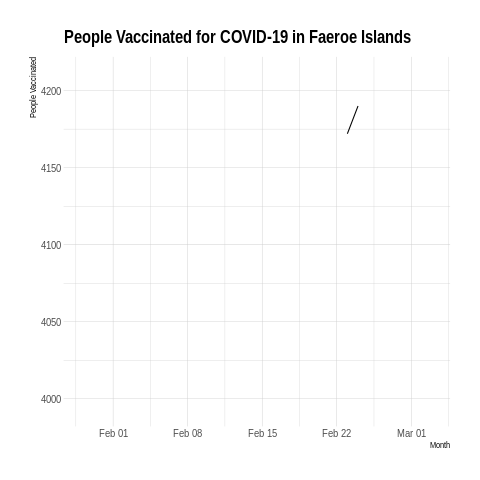 People Vaccinated for COVID-19 in Faeroe Islands
People Vaccinated
4200
4150
4100
4050
4000
Feb 01 Feb 08 Feb 15 Feb 22 Mar 01
Month